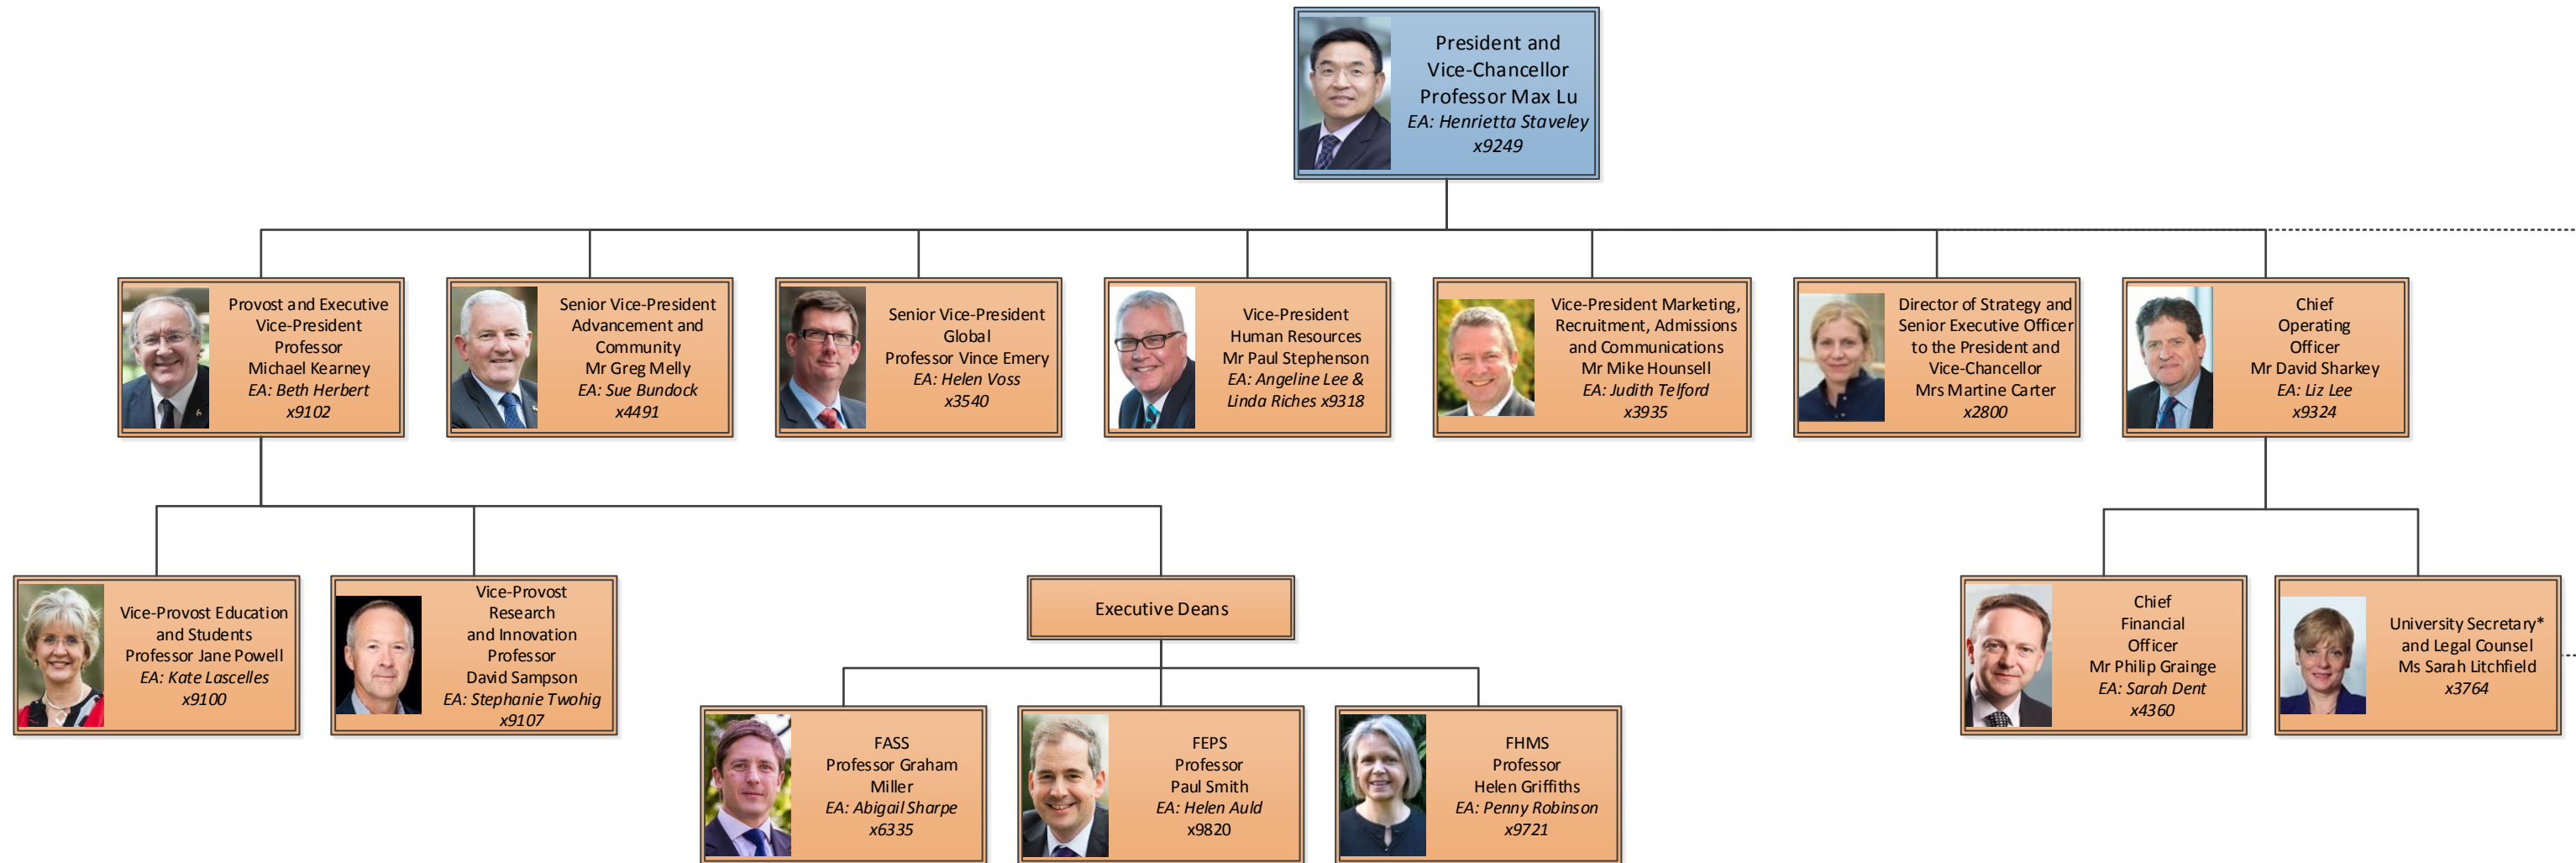 President and
Vice-Chancellor
Professor Max Lu
EA: Henrietta Staveley
x9249
Provost and Executive
Vice-President
Professor
Michael Kearney
EA: Beth Herbert
x9102
Senior Vice-President
Advancement and
Community
Mr Greg Melly
EA: Sue Bundock
x4491
Senior Vice-President
Global
Professor Vince Emery
EA: Helen Voss
x3540
Vice-President
Human Resources
Mr Paul Stephenson
EA: Angeline Lee &
Linda Riches x9318
Vice-President Marketing,
Recruitment, Admissions
and Communications
Mr Mike Hounsell
EA: Judith Telford
x3935
Director of Strategy and
Senior Executive Officer
to the President and
Vice-Chancellor
Mrs Martine Carter
x2800
Chief
Operating
Officer
Mr David Sharkey
EA: Liz Lee
x9324
Vice-Provost Education
and Students
Professor Jane Powell
EA: Kate Lascelles
x9100
Vice-Provost
Research
and Innovation
Professor
David Sampson
EA: Stephanie Twohig
x9107
Executive Deans
Chief
Financial
Officer
Mr Philip Grainge
EA: Sarah Dent
x4360
University Secretary*
and Legal Counsel
Ms Sarah Litchfield
x3764
FASS
Professor Graham
Miller
EA: Abigail Sharpe
x6335
FEPS
Professor
Paul Smith
EA: Helen Auld
x9820
FHMS
Professor
Helen Griffiths
EA: Penny Robinson
x9721